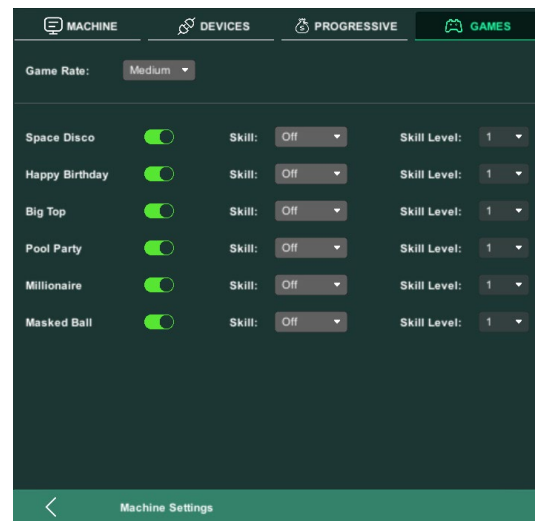 MACHINE DEVICES PROGRESSIVE GAMES
Game Rate: Medium
Space Disco Skill: Off Skill Level: 1
Happy Birthday Skill: Off Skill Level: 1
Big Top Skill: Off Skill Level: 1
Pool Party Skill: Off Skill Level: 1
Millionaire Skill: Off Skill Level: 1
Masked Ball Skill: Off Skill Level: 1
Machine Settings